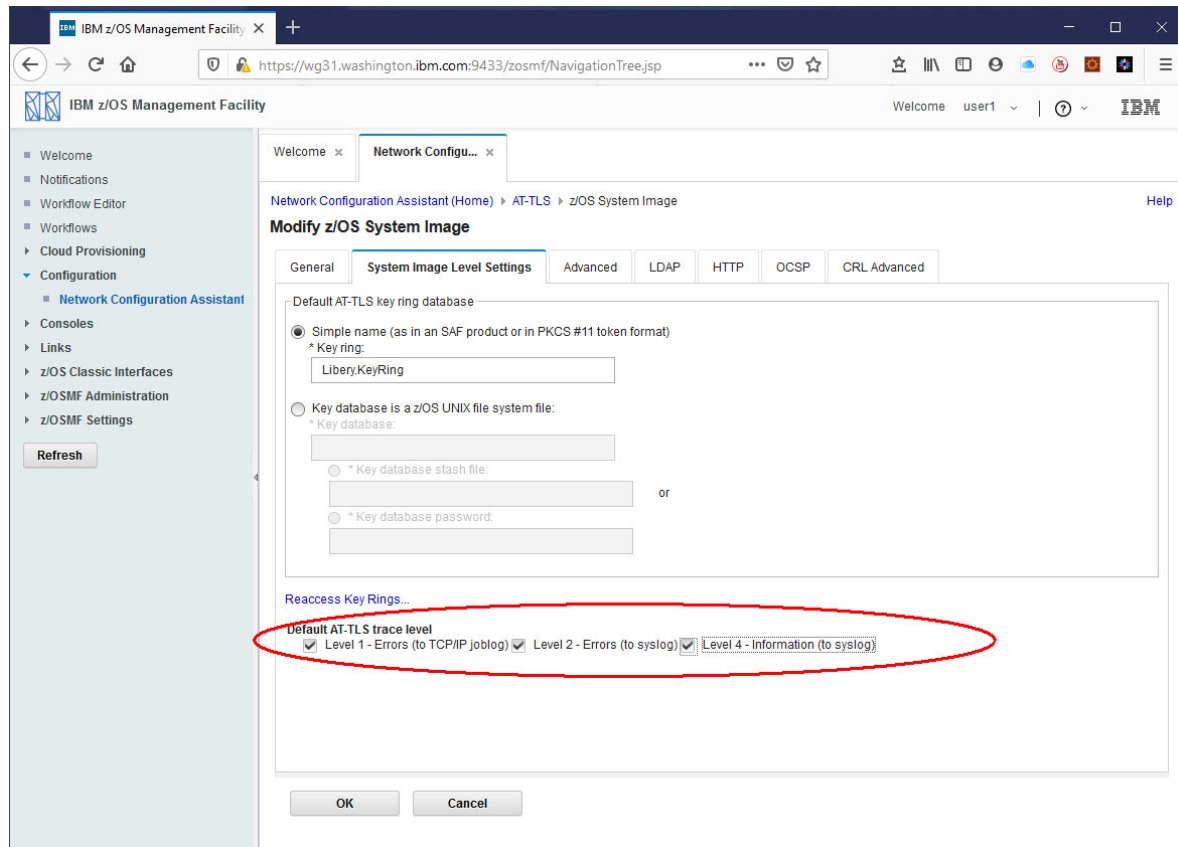 IBM IBM z/OS Management Facility
https://wg31.washington.ibm.com:9433/zosmf/NavigationTree.jsp
IBM z/OS Management Facility
Welcome user1
IBM
Welcome
Notifications
Workflow Editor
Workflows
Cloud Provisioning
Configuration
Network Configuration Assistant
Consoles
Links
z/OS Classic Interfaces
z/OSMF Administration
z/OSMF Settings
Refresh
Welcome
Network Configu...
Network Configuration Assistant (Home) AT-TLS z/OS System Image
Help
Modify z/OS System Image
General System Image Level Settings Advanced LDAP HTTP OCSP CRL Advanced
Default AT-TLS key ring database
Simple name (as in an SAF product or in PKCS #11 token format)
* Key ring:
Libery.KeyRing
Key database is a z/OS UNIX file system file:
* Key database:
* Key database stash file:
or
* Key database password:
Reaccess Key Rings...
Default AT-TLS trace level
Level 1 - Errors (to TCP/IP joblog) Level 2 - Errors (to syslog) Level 4 - Information (to syslog)
OK Cancel